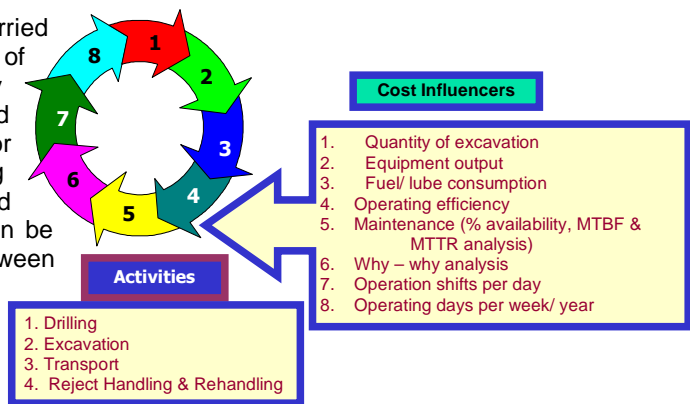 rried
of
d
or
g
d
n be
ween
1
2
3
4
5
6
7
8
Cost Influencers
1. Quantity of excavation
2. Equipment output
3. Fuel/ lube consumption
4. Operating efficiency
5. Maintenance (% availability, MTBF &
MTTR analysis)
6. Why – why analysis
7. Operation shifts per day
8. Operating days per week/ year
Activities
1. Drilling
2. Excavation
3. Transport
4. Reject Handling & Rehandling